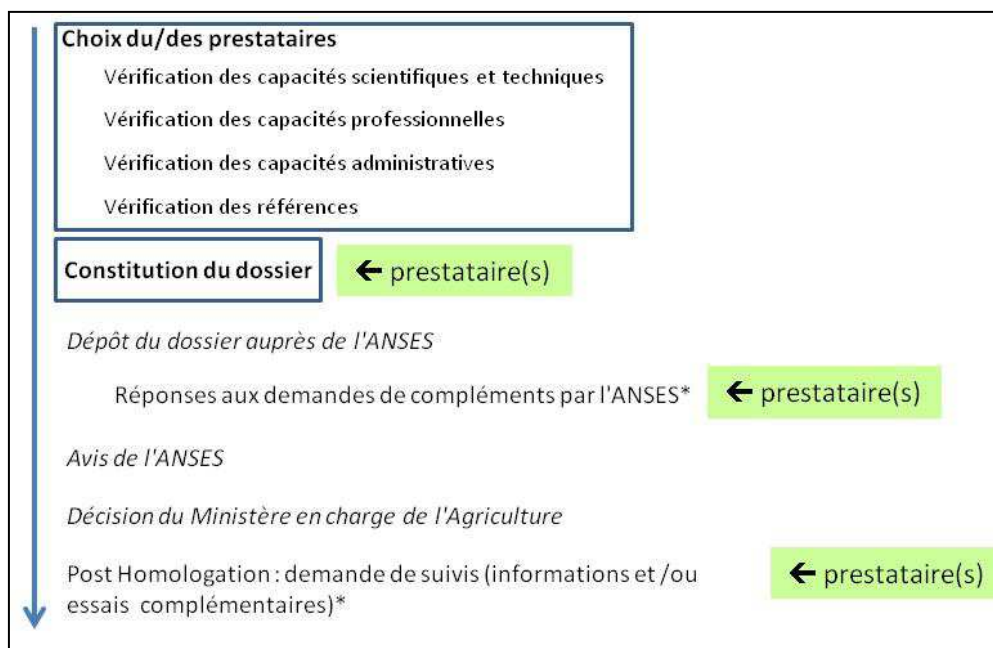 Choix du/des prestataires
Vérification des capacités scientifiques et techniques
Vérification des capacités professionnelles
Vérification des capacités administratives
Vérification des références
Constitution du dossier ← prestataire(s)
Dépôt du dossier auprès de l'ANSES
Réponses aux demandes de compléments par l'ANSES* ← prestataire(s)
Avis de l'ANSES
Décision du Ministère en charge de l'Agriculture
Post Homologation : demande de suivis (informations et /ou ← prestataire(s)
essais complémentaires)*